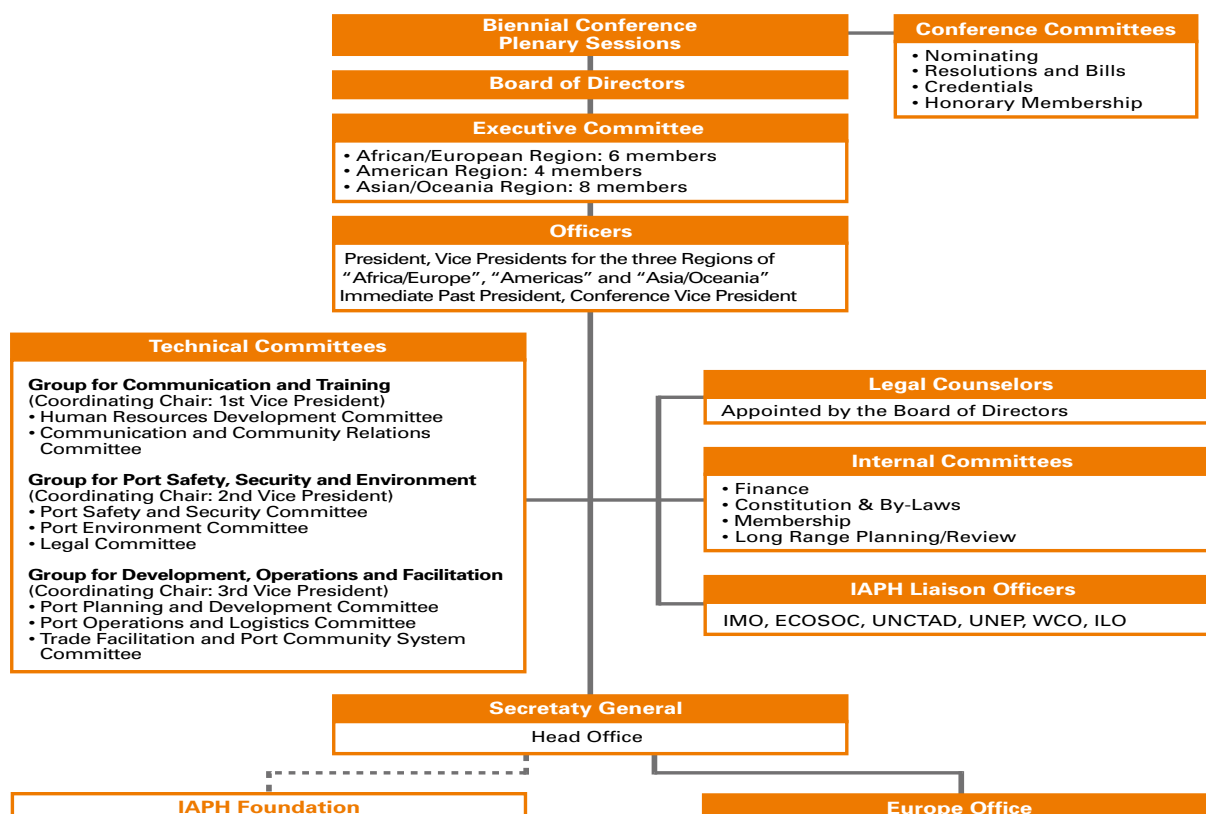 Biennial Conference
Plenary Sessions
Conference Committees
• Nominating
• Resolutions and Bills
• Credentials
• Honorary Membership
Board of Directors
Executive Committee
• African/European Region: 6 members
• American Region: 4 members
• Asian/Oceania Region: 8 members
Officers
President, Vice Presidents for the three Regions of
“Africa/Europe”, “Americas” and “Asia/Oceania”
Immediate Past President, Conference Vice President
Technical Committees
Group for Communication and Training
(Coordinating Chair: 1st Vice President)
• Human Resources Development Committee
• Communication and Community Relations
Committee
Group for Port Safety, Security and Environment
(Coordinating Chair: 2nd Vice President)
• Port Safety and Security Committee
• Port Environment Committee
• Legal Committee
Group for Development, Operations and Facilitation
(Coordinating Chair: 3rd Vice President)
• Port Planning and Development Committee
• Port Operations and Logistics Committee
• Trade Facilitation and Port Community System
Committee
Legal Counselors
Appointed by the Board of Directors
Internal Committees
• Finance
• Constitution & By-Laws
• Membership
• Long Range Planning/Review
IAPH Liaison Officers
IMO, ECOSOC, UNCTAD, UNEP, WCO, ILO
Secretaty General
Head Office
IAPH Foundation
Europe Office